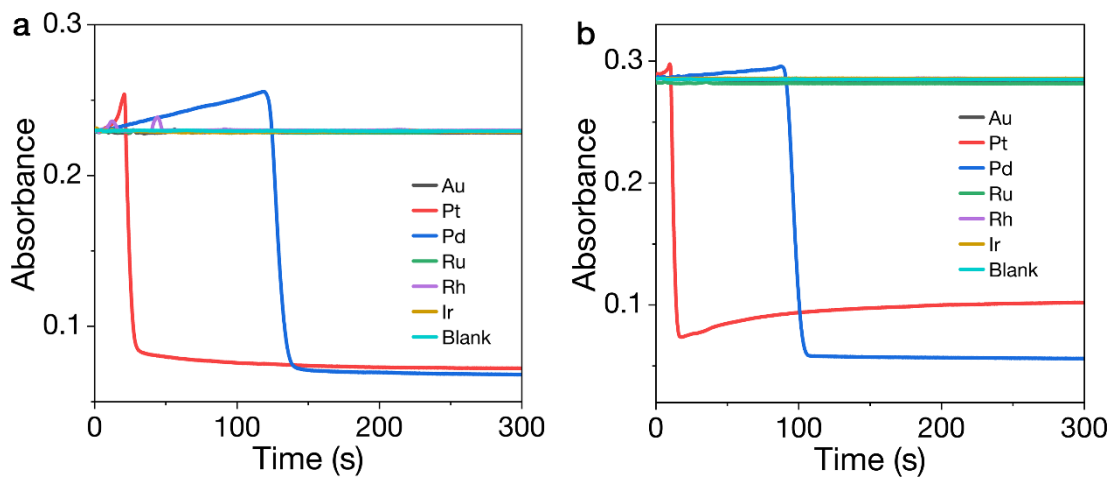 a
0.3
0.2
0.1
Absorbance
Au
Pt
Pd
Ru
Rh
Ir
Blank
0 100 200 300
Time (s)
b
0.3
0.2
0.1
Absorbance
Au
Pt
Pd
Ru
Rh
Ir
Blank
0 100 200 300
Time (s)